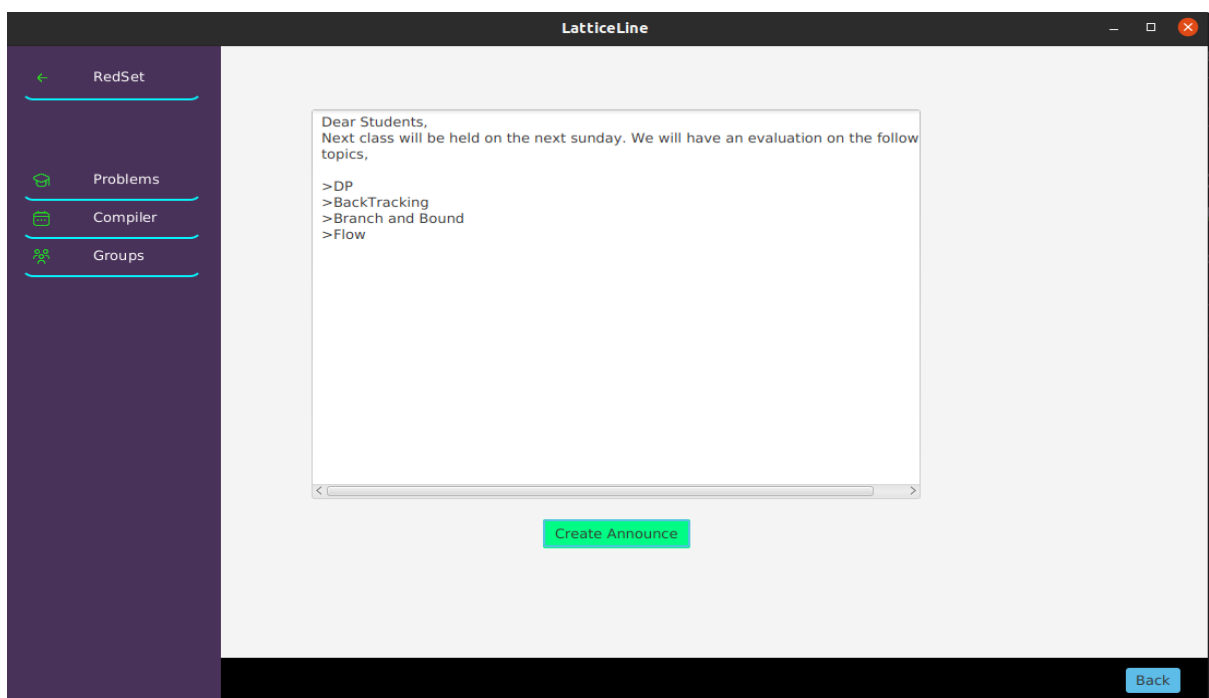 LatticeLine
RedSet
Problems
Compiler
Groups
Dear Students,
Next class will be held on the next sunday. We will have an evaluation on the follow
topics,
>DP
>BackTracking
>Branch and Bound
>Flow
Create Announce
Back